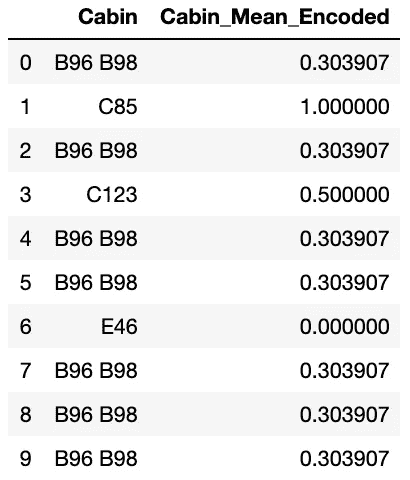 Cabin Cabin_Mean_Encoded
0 B96 B98 0.303907
1 C85 1.000000
2 B96 B98 0.303907
3 C123 0.500000
4 B96 B98 0.303907
5 B96 B98 0.303907
6 E46 0.000000
7 B96 B98 0.303907
8 B96 B98 0.303907
9 B96 B98 0.303907